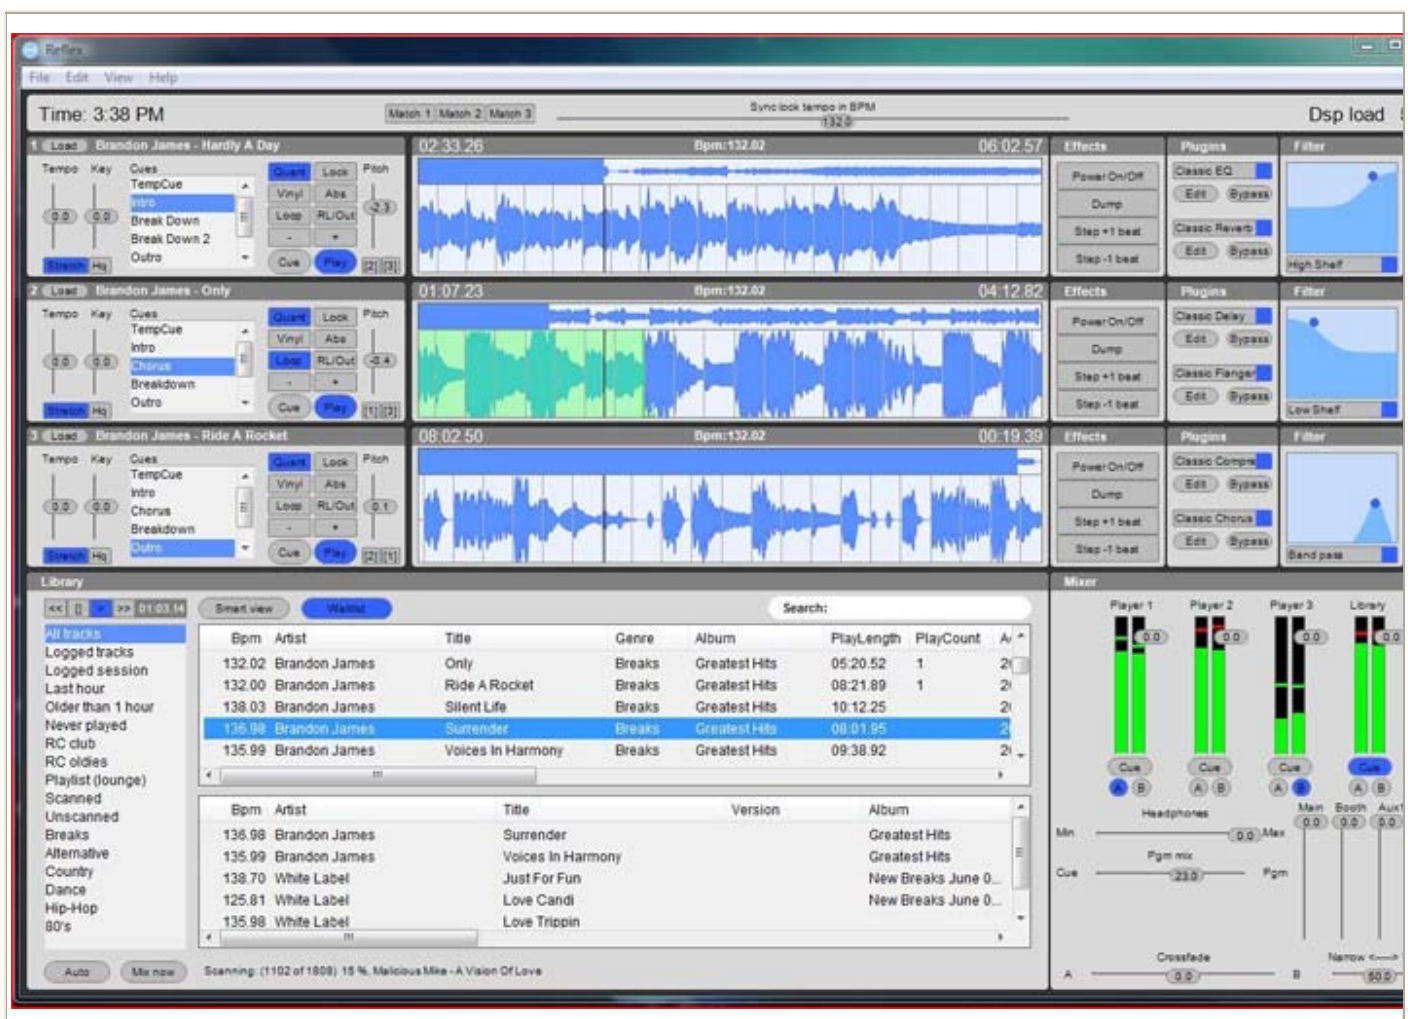 Reflex
File Edit View Help
Time: 3:38 PM
Match 1 Match 2 Match 3
Sync lock tempo in BPM
132.0
Dsp load
1 Load Brandon James - Hardly A Day
02:33.26 Bpm:132.02 06:02.57
Effects Plugins Filter
Tempo Key Cues Quant Lock Pitch
TempCue
Intro
Break Down
Break Down 2
Outro
Vinyl Abs
Loop RL/Out
- +
Cue Play
0.0 0.0 -2.3
Stretch Hq [2] [3]
Power On/Off
Dump
Step +1 beat
Step -1 beat
Classic EQ
Edit Bypass
Classic Reverb
Edit Bypass
High Shelf
2 Load Brandon James - Only
01:07.23 Bpm:132.02 04:12.82
Effects Plugins Filter
Tempo Key Cues Quant Lock Pitch
TempCue
Intro
Chorus
Breakdown
Outro
Vinyl Abs
Loop RL/Out
- +
Cue Play
0.0 0.0 -0.4
Stretch Hq [1] [3]
Power On/Off
Dump
Step +1 beat
Step -1 beat
Classic Delay
Edit Bypass
Classic Flanger
Edit Bypass
Low Shelf
3 Load Brandon James - Ride A Rocket
08:02.50 Bpm:132.02 00:19.39
Effects Plugins Filter
Tempo Key Cues Quant Lock Pitch
TempCue
Intro
Chorus
Breakdown
Outro
Vinyl Abs
Loop RL/Out
- +
Cue Play
0.0 0.0 0.1
Stretch Hq [2] [1]
Power On/Off
Dump
Step +1 beat
Step -1 beat
Classic Compre
Edit Bypass
Classic Chorus
Edit Bypass
Band pass
Library
<< [] > >> 01:03.14
Smart view Waitlist Search:
All tracks
Logged tracks
Logged session
Last hour
Older than 1 hour
Never played
RC club
RC oldies
Playlist (lounge)
Scanned
Unscanned
Breaks
Alternative
Country
Dance
Hip-Hop
80's
Bpm Artist Title Genre Album PlayLength PlayCount
132.02 Brandon James Only Breaks Greatest Hits 05:20.52 1
132.00 Brandon James Ride A Rocket Breaks Greatest Hits 08:21.89 1
138.03 Brandon James Silent Life Breaks Greatest Hits 10:12.25
136.98 Brandon James Surrender Breaks Greatest Hits 08:01.95
135.99 Brandon James Voices In Harmony Breaks Greatest Hits 09:38.92
Bpm Artist Title Version Album
136.98 Brandon James Surrender Greatest Hits
135.99 Brandon James Voices In Harmony Greatest Hits
138.70 White Label Just For Fun New Breaks June 0...
125.81 White Label Love Candi New Breaks June 0...
135.98 White Label Love Trippin
Auto Mix now Scanning: (1102 of 1808) 15 %, Malicious Mike - A Vision Of Love
Mixer
Player 1 Player 2 Player 3 Library
0.0 0.0 0.0 0.0
Cue Cue Cue Cue
A B A B A B A B
Headphones
Min 0.0 Max
Pgm mix
Cue 23.0 Pgm
Main Booth Aux1
0.0 0.0 0.0
Crossfade
A 0.0 B
Narrow <---->
50.0